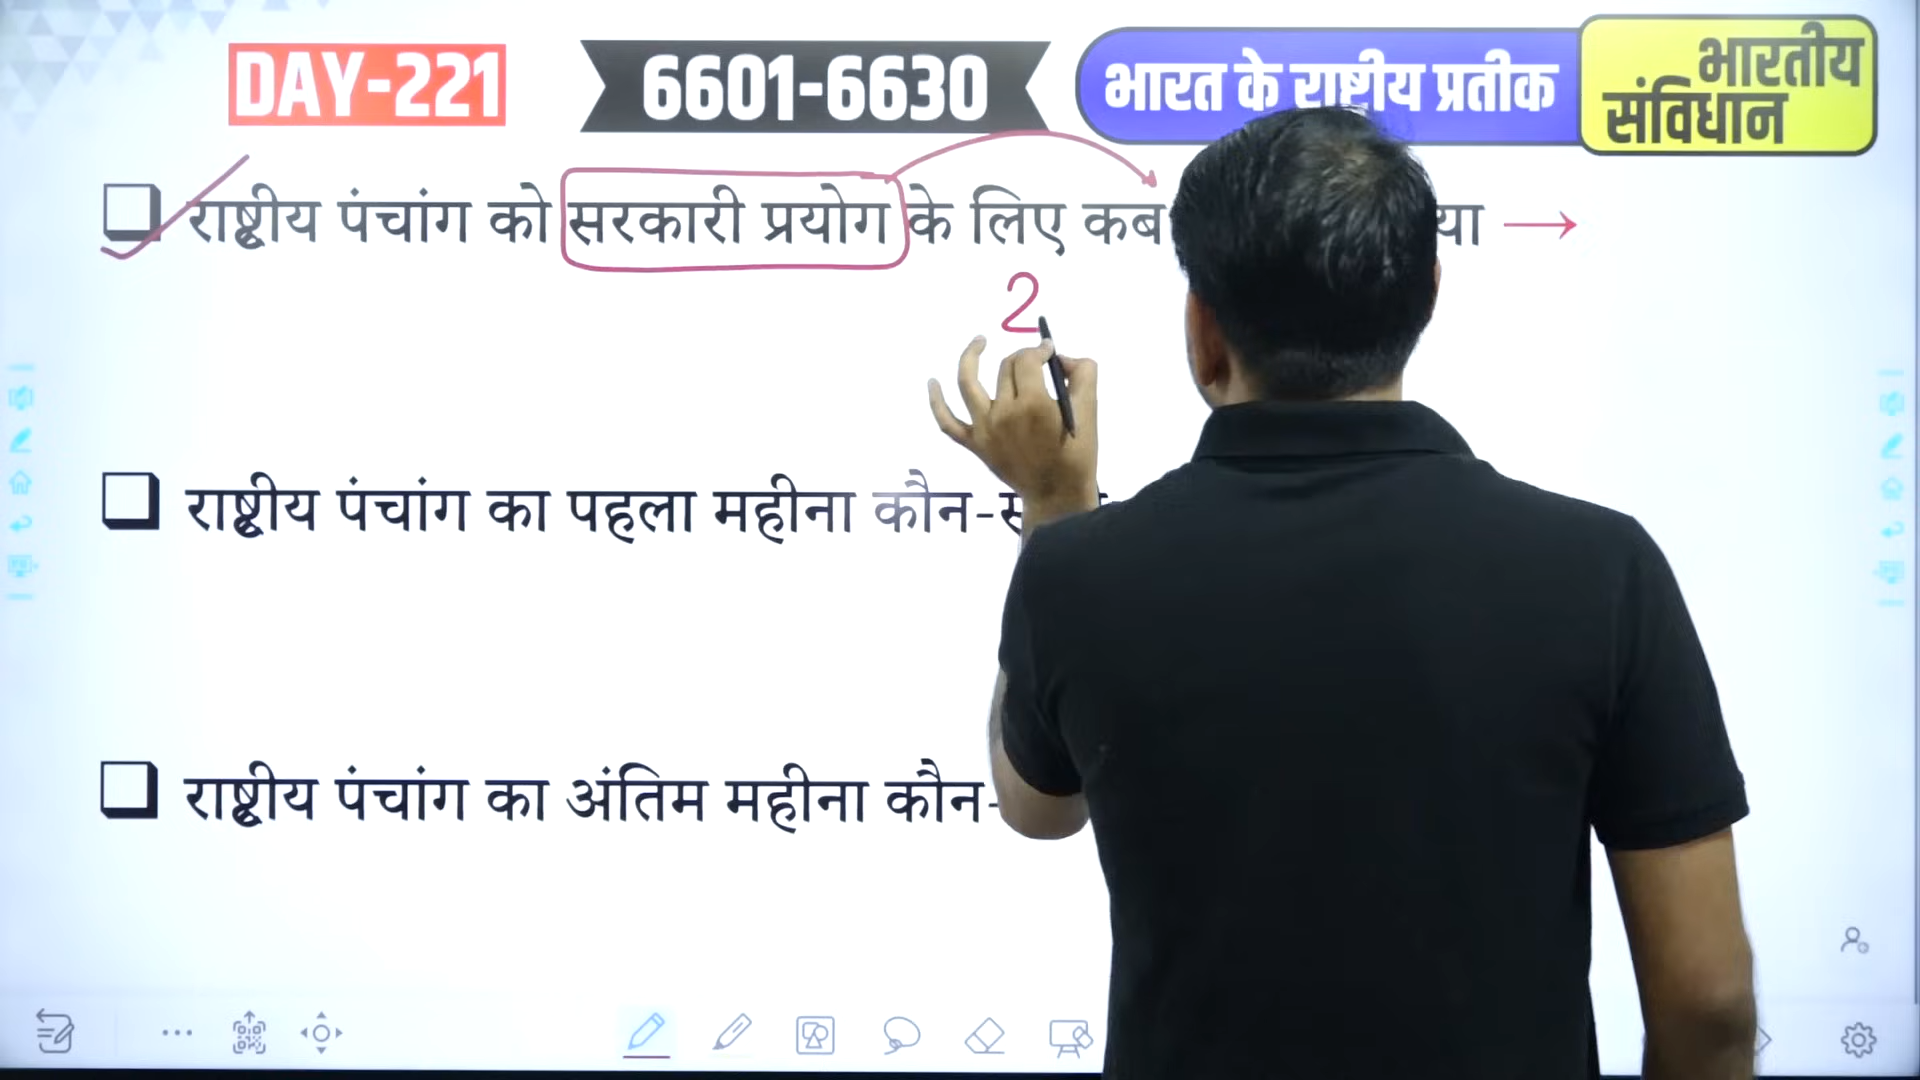 DAY-221 6601-6630 भारत के राष्ट्रीय प्रतीक भारतीय संविधान
राष्ट्रीय पंचांग को सरकारी प्रयोग के लिए कब या →
2
राष्ट्रीय पंचांग का पहला महीना कौन-
राष्ट्रीय पंचांग का अंतिम महीना कौन-